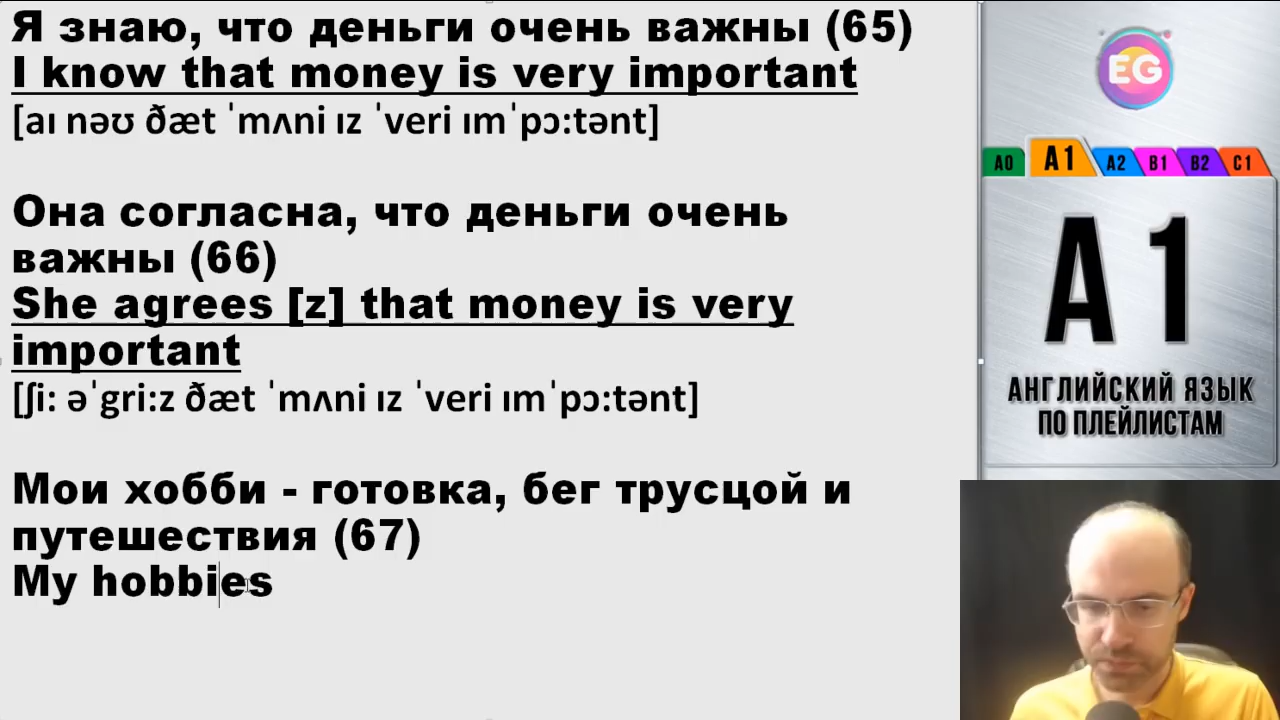 Я знаю, что деньги очень важны (65)
I know that money is very important
[aɪ nəʊ ðæt ˈmʌni ɪz ˈveri ɪmˈpɔ:tənt]
Она согласна, что деньги очень
важны (66)
She agrees [z] that money is very
important
[ʃi: əˈgri:z ðæt ˈmʌni ɪz ˈveri ɪmˈpɔ:tənt]
Мои хобби - готовка, бег трусцой и
путешествия (67)
My hobbies
EG
A0 A1 A2 B1 B2 C1
A 1
АНГЛИЙСКИЙ ЯЗЫК
ПО ПЛЕЙЛИСТАМ